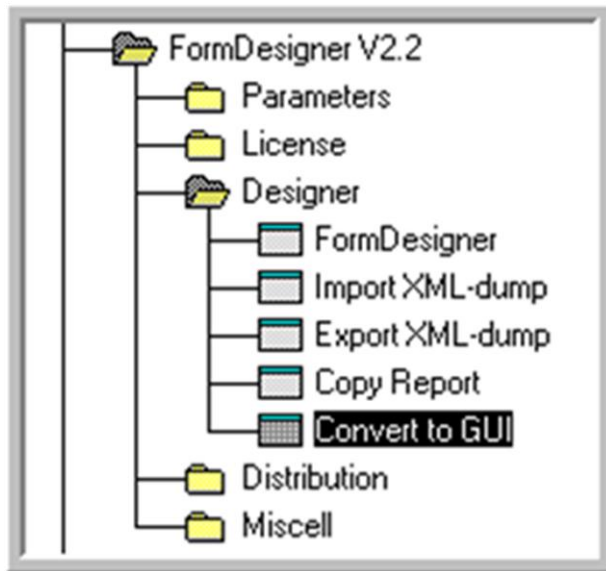 FormDesigner V2.2
Parameters
License
Designer
FormDesigner
Import XML-dump
Export XML-dump
Copy Report
Convert to GUI
Distribution
Miscell